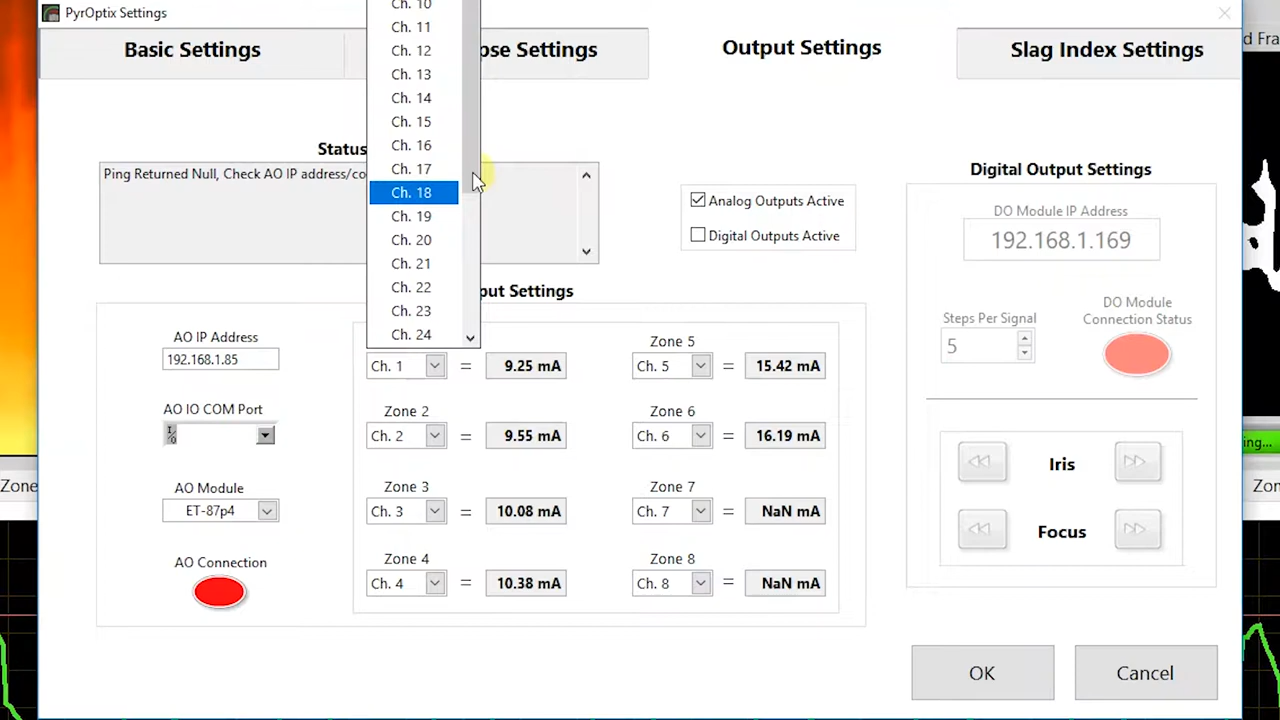 PyrOptix Settings
Basic Settings
pse Settings
Output Settings
Slag Index Settings
d Fra
Ch. 10
Ch. 11
Ch. 12
Ch. 13
Ch. 14
Ch. 15
Ch. 16
Ch. 17
Ch. 18
Ch. 19
Ch. 20
Ch. 21
Ch. 22
Ch. 23
Ch. 24
Status
Ping Returned Null, Check AO IP address/co
Analog Outputs Active
Digital Outputs Active
Digital Output Settings
DO Module IP Address
192.168.1.169
Steps Per Signal
5
DO Module
Connection Status
Iris
Focus
put Settings
AO IP Address
192.168.1.85
AO IO COM Port
I/0
AO Module
ET-87p4
AO Connection
Ch. 1 = 9.25 mA
Zone 2
Ch. 2 = 9.55 mA
Zone 3
Ch. 3 = 10.08 mA
Zone 4
Ch. 4 = 10.38 mA
Zone 5
Ch. 5 = 15.42 mA
Zone 6
Ch. 6 = 16.19 mA
Zone 7
Ch. 7 = NaN mA
Zone 8
Ch. 8 = NaN mA
OK
Cancel
Zone
ing...
Zon